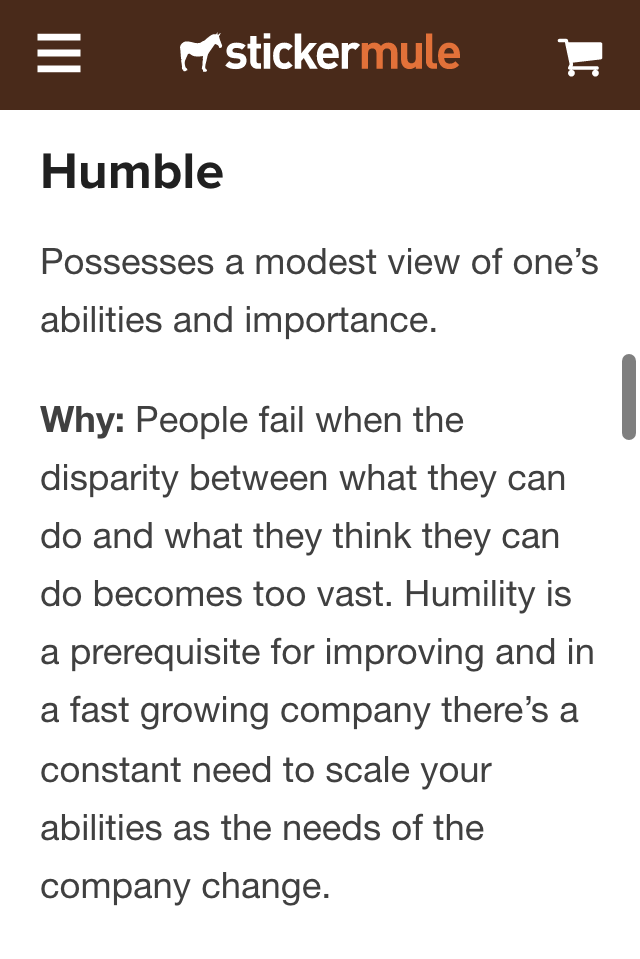 stickermule
Humble
Possesses a modest view of one’s
abilities and importance.
Why: People fail when the
disparity between what they can
do and what they think they can
do becomes too vast. Humility is
a prerequisite for improving and in
a fast growing company there’s a
constant need to scale your
abilities as the needs of the
company change.